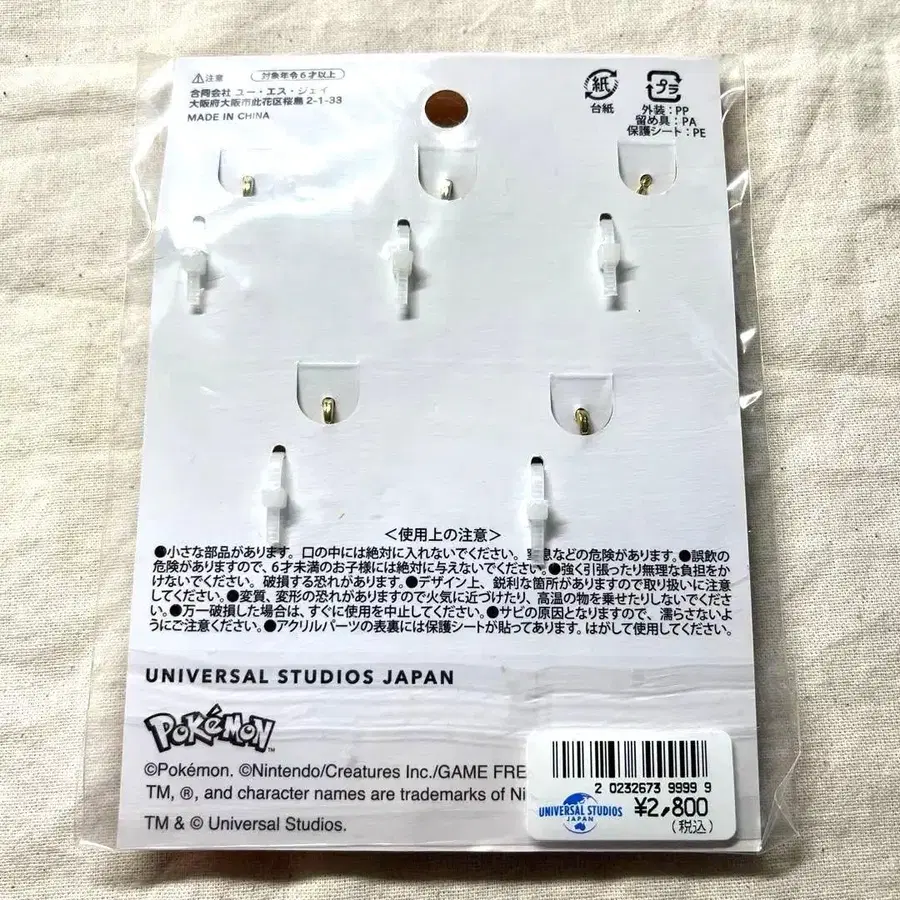 ⚠注意 対象年令6才以上
合同会社 ユー・エス・ジェイ
大阪府大阪市此花区桜島2-1-33
MADE IN CHINA
紙
台紙
プラ
外装:PP
留め具:PA
保護シート:PE
<使用上の注意>
●小さな部品があります。口の中には絶対に入れないでください。息などの危険があります。●誤飲の
危険がありますので、6才未満のお子様には絶対に与えないでください。●強く引張ったり無理な負担をか
けないでください。破損する恐れがあります。●デザイン上、鋭利な箇所がありますので取り扱いに注意
してください。●変質、変形の恐れがありますので火気に近づけたり、高温の物を乗せたりしないでくださ
い。●万一破損した場合は、すぐに使用を中止してください。●サビの原因となりますので、濡らさないよ
うにご注意ください。●アクリルパーツの表裏には保護シートが貼ってあります。はがして使用してください。
UNIVERSAL STUDIOS JAPAN
POKéMON™
©Pokémon. ©Nintendo/Creatures Inc./GAME FRE
TM, ®, and character names are trademarks of Ni
TM & © Universal Studios.
2 0232673 9999 9
UNIVERSAL STUDIOS
JAPAN
¥2,800
(税込)